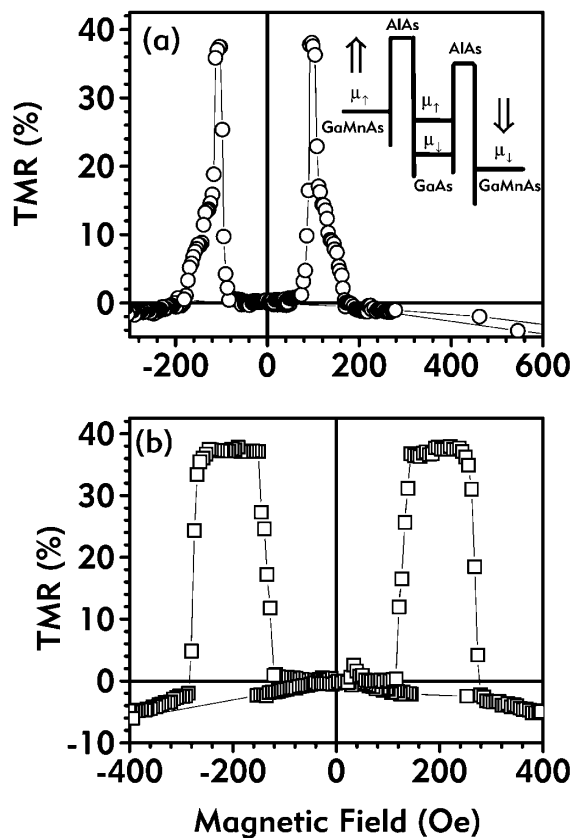 (a)
AlAs
AlAs
μ↑
μ↑
μ↓
μ↓
GaMnAs
GaAs
GaMnAs
TMR (%)
40
30
20
10
0
-200
0
200
400
600
(b)
TMR (%)
40
30
20
10
0
-10
-400
-200
0
200
400
Magnetic Field (Oe)